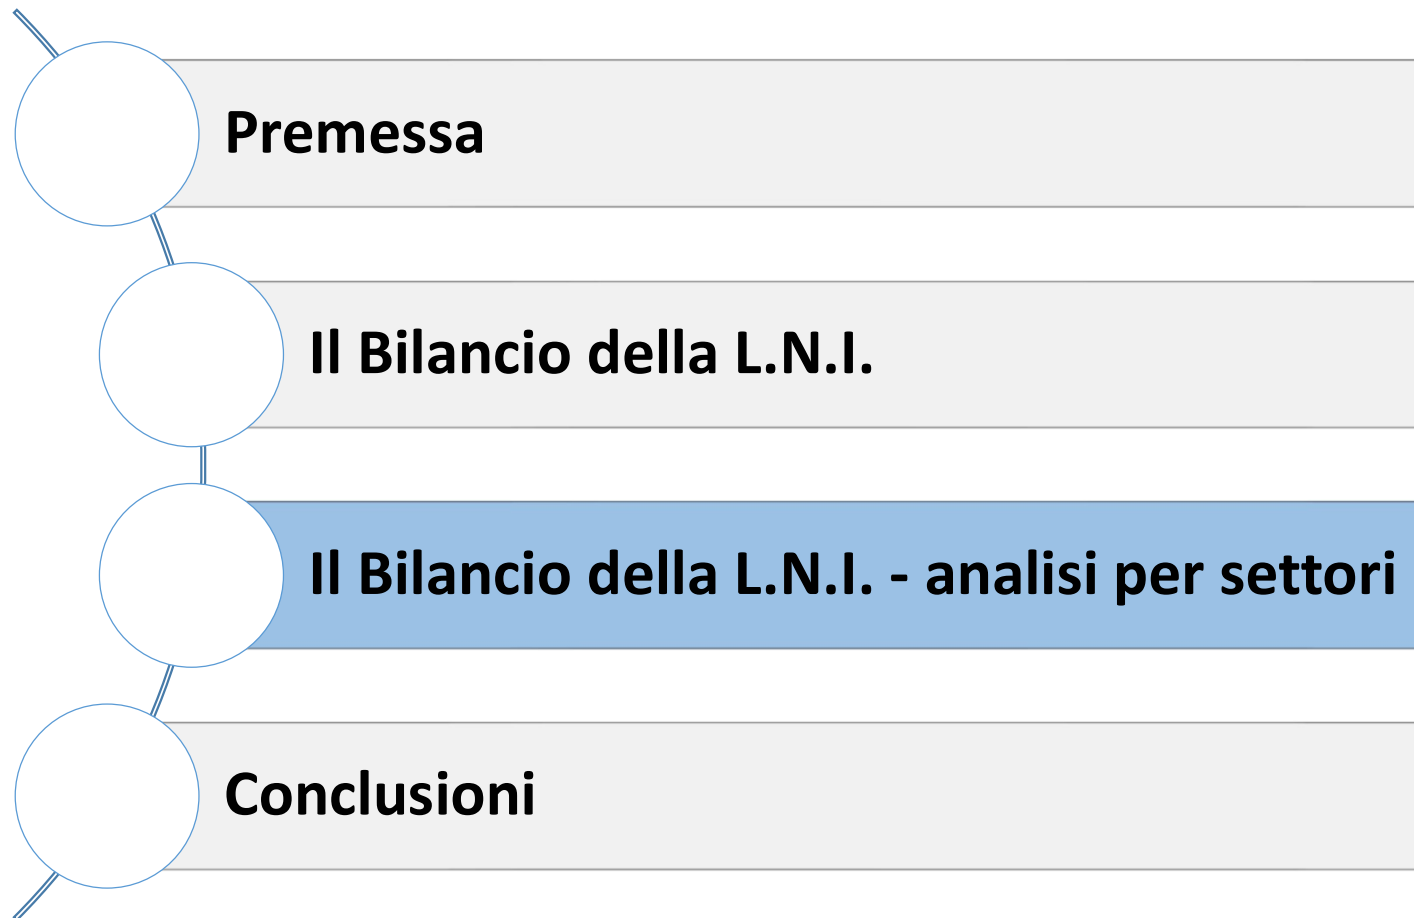 Premessa
Il Bilancio della L.N.I.
Il Bilancio della L.N.I. - analisi per settori
Conclusioni